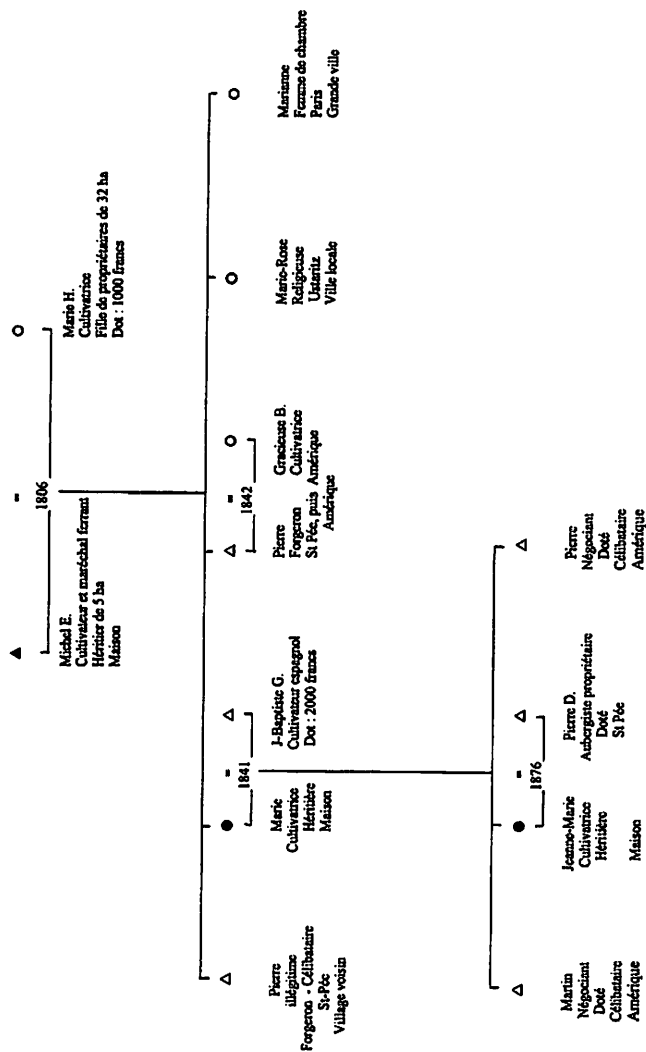 1806
Michel E.
Cultivateur et maréchal ferrant
Héritier de 5 ha
Maison
Marie H.
Cultivatrice
Fille de propriétaires de 32 ha
Dot : 1000 francs
Pierre
illégitime
Forgeron - Célibataire
St-Pée
Village voisin
1841
Marie
Cultivatrice
Héritière
Maison
J-Baptiste G.
Cultivateur espagnol
Dot : 2000 francs
1842
Pierre
Forgeron
St Pée, puis
Amérique
Gracieuse B.
Cultivatrice
Amérique
Marie-Rose
Religieuse
Ustaritz
Ville locale
Marianne
Femme de chambre
Paris
Grande ville
Martin
Négociant
Doté
Célibataire
Amérique
1876
Jeanne-Marie
Cultivatrice
Héritière
Maison
Pierre D.
Aubergiste propriétaire
Doté
St Pée
Pierre
Négociant
Doté
Célibataire
Amérique